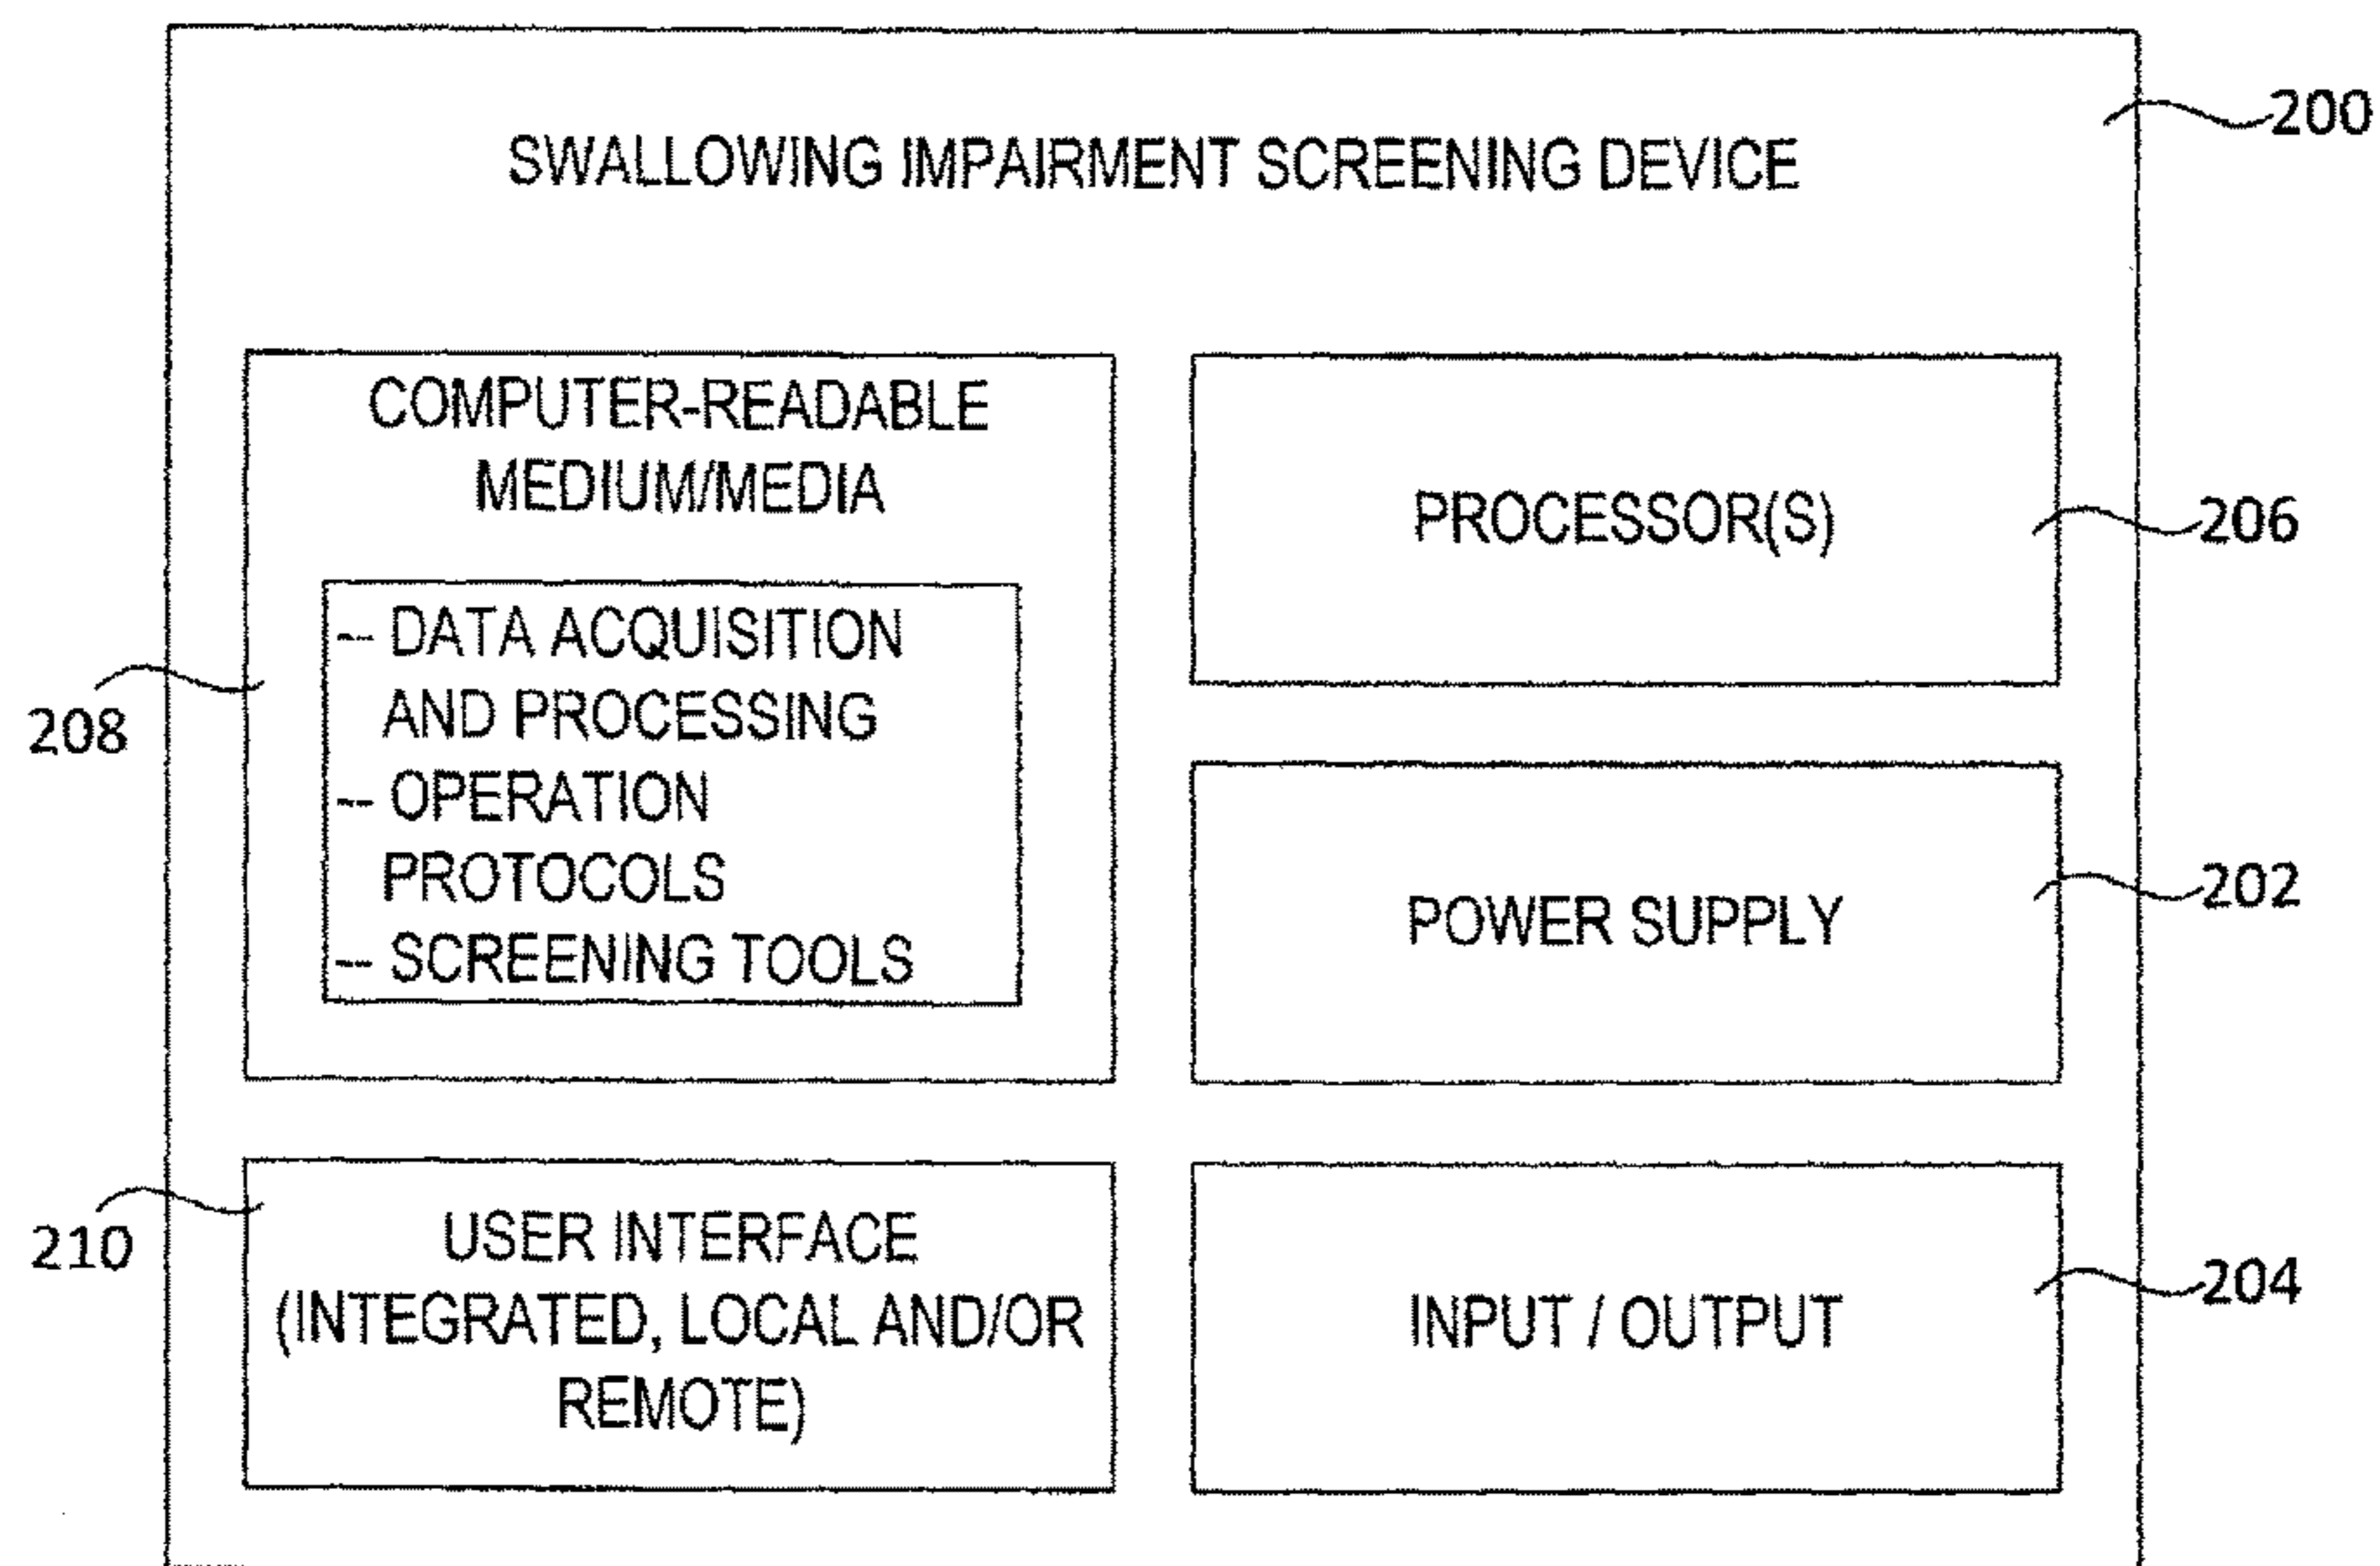 SWALLOWING IMPAIRMENT SCREENING DEVICE
200
COMPUTER-READABLE
MEDIUM/MEDIA
-- DATA ACQUISITION
AND PROCESSING
-- OPERATION
PROTOCOLS
-- SCREENING TOOLS
208
PROCESSOR(S)
206
POWER SUPPLY
202
USER INTERFACE
(INTEGRATED, LOCAL AND/OR
REMOTE)
210
INPUT / OUTPUT
204